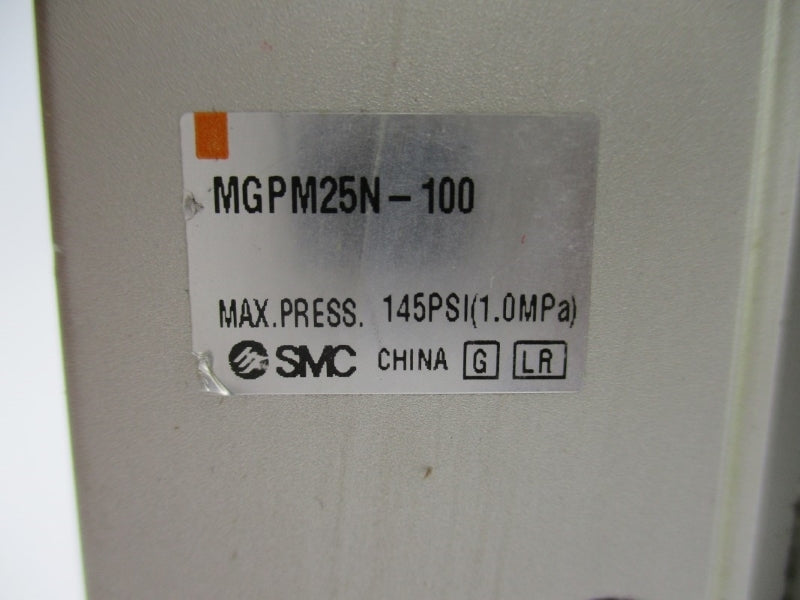 MGPM25N-100
MAX.PRESS. 145PSI(1.0MPa)
SMC CHINA G LR